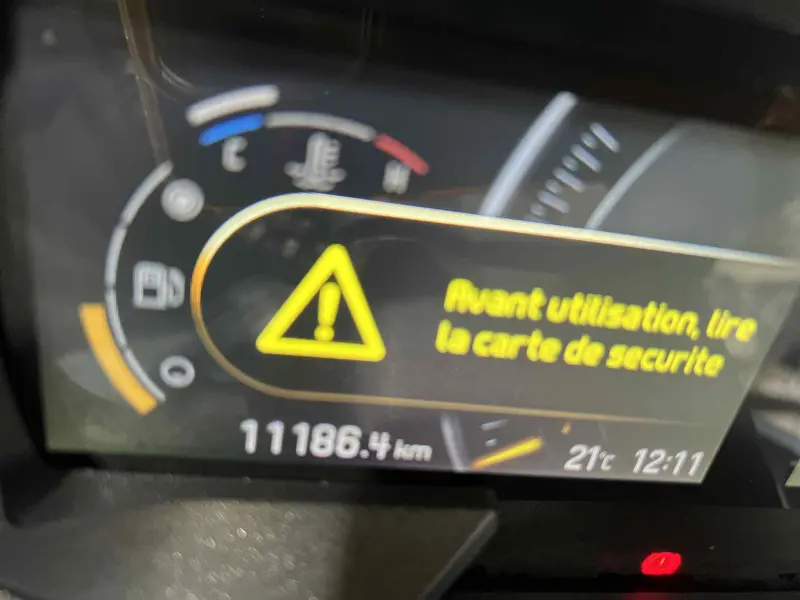 C
H
Avant utilisation, lire
la carte de securite
11186.4 km
21°C 12:11